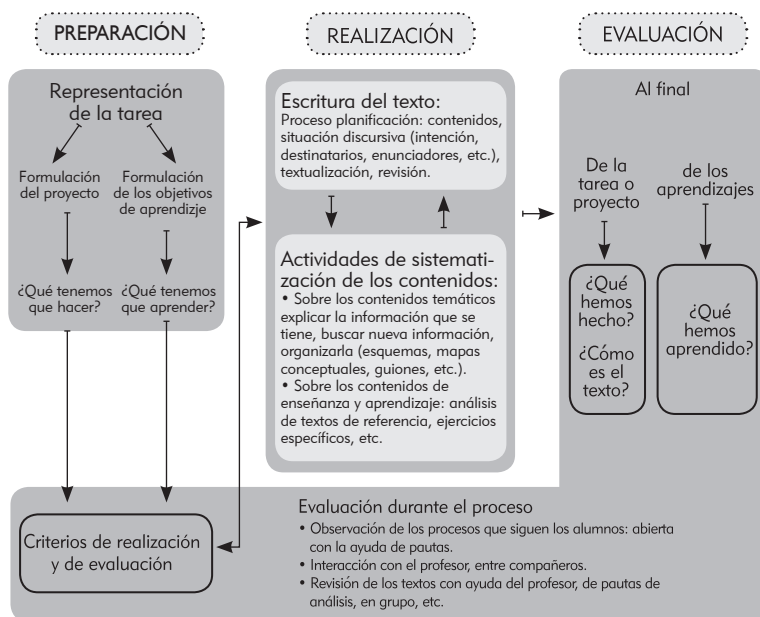 PREPARACIÓN
Representación
de la tarea
Formulación
del proyecto
Formulación
de los objetivos
de aprendizje
¿Qué tenemos
que hacer?
¿Qué tenemos
que aprender?
REALIZACIÓN
Escritura del texto:
Proceso planificación: contenidos,
situación discursiva (intención,
destinatarios, enunciadores, etc.),
textualización, revisión.
Actividades de sistemati-
zación de los contenidos:
• Sobre los contenidos temáticos
explicar la información que se
tiene, buscar nueva información,
organizarla (esquemas, mapas
conceptuales, guiones, etc.).
• Sobre los contenidos de
enseñanza y aprendizaje: análisis
de textos de referencia, ejercicios
específicos, etc.
EVALUACIÓN
Al final
De la
tarea o
proyecto
¿Qué
hemos
hecho?
¿Cómo
es el
texto?
de los
aprendizajes
¿Qué
hemos
aprendido?
Criterios de realización
y de evaluación
Evaluación durante el proceso
• Observación de los procesos que siguen los alumnos: abierta
con la ayuda de pautas.
• Interacción con el profesor, entre compañeros.
• Revisión de los textos con ayuda del profesor, de pautas de
análisis, en grupo, etc.